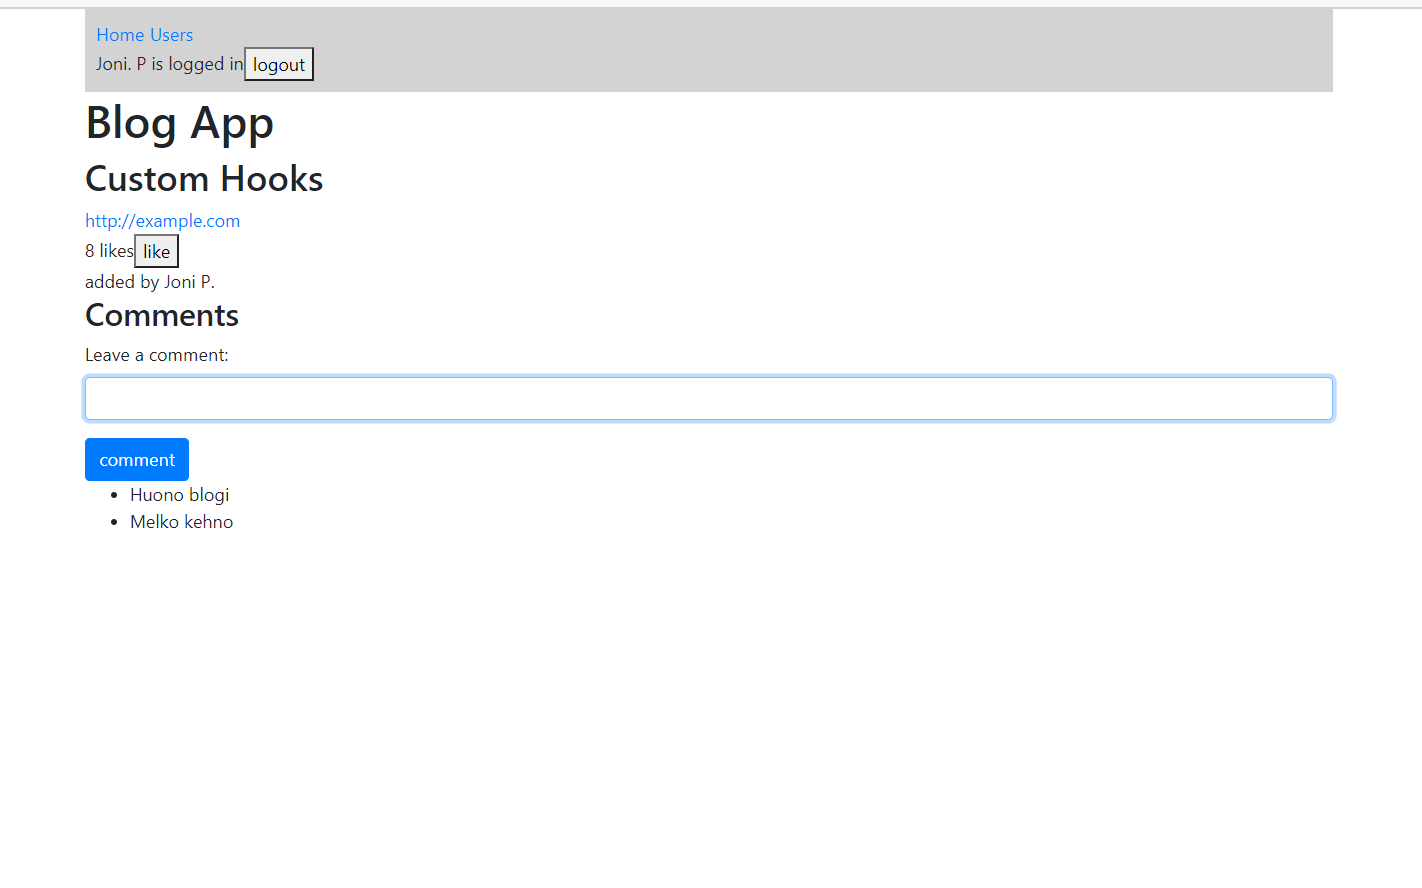 Home Users
Joni. P is logged in logout
Blog App
Custom Hooks
http://example.com
8 likes like
added by Joni P.
Comments
Leave a comment:
comment
Huono blogi
Melko kehno